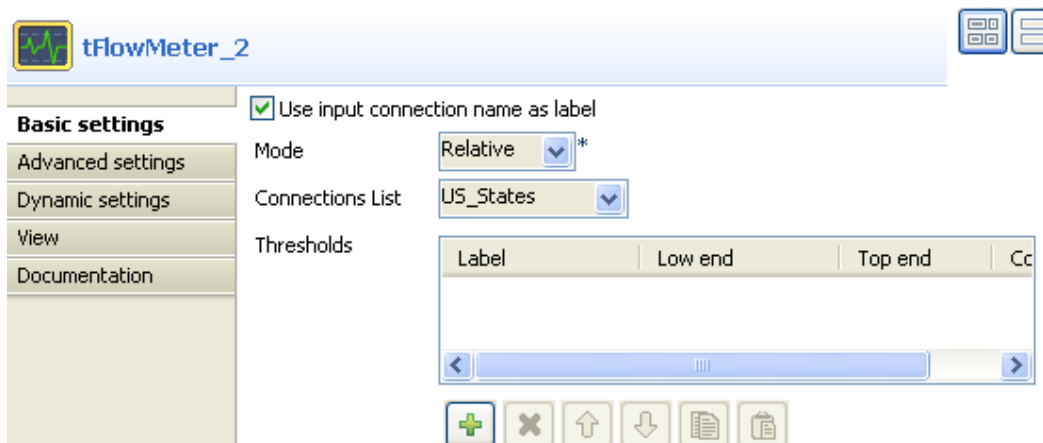 tFlowMeter_2
Basic settings
Advanced settings
Dynamic settings
View
Documentation
Use input connection name as label
Mode
Relative *
Connections List
US_States
Thresholds
Label Low end Top end Co